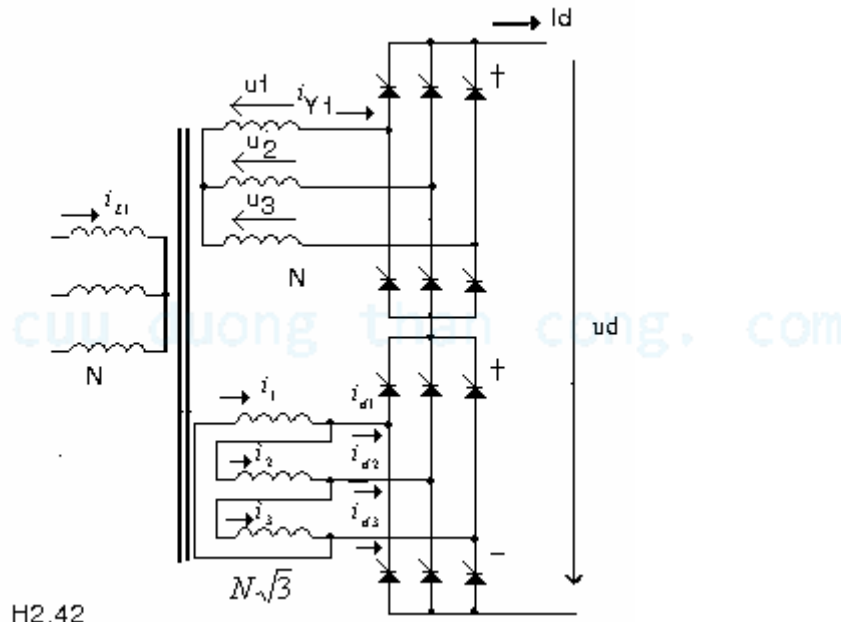 Id
+
u1
iY1
u2
iL1
u3
N
cuu duong than cong. com
ud
N
+
i1
id1
i2
id2
i3
id3
−
N√3
H2.42